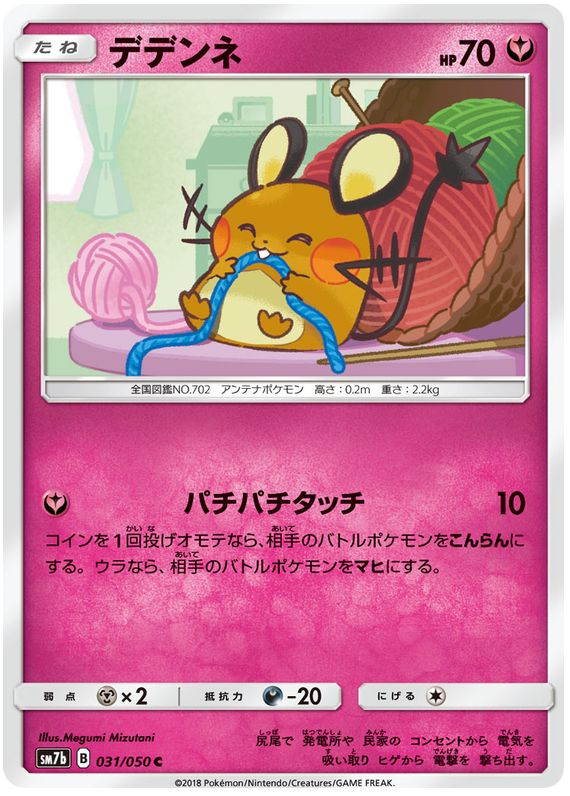 たね デデンネ HP70
全国図鑑NO.702 アンテナポケモン 高さ：0.2m 重さ：2.2kg
パチパチタッチ 10
コインを1回投げオモテなら、相手のバトルポケモンをこんらんに
する。ウラなら、相手のバトルポケモンをマヒにする。
弱点 ×2 抵抗力 -20 にげる
Illus.Megumi Mizutani
sm7b B 031/050 C
尻尾で 発電所や 民家の コンセントから 電気を
吸い取り ヒゲから 電撃を 撃ち出す。
©2018 Pokémon/Nintendo/Creatures/GAME FREAK.